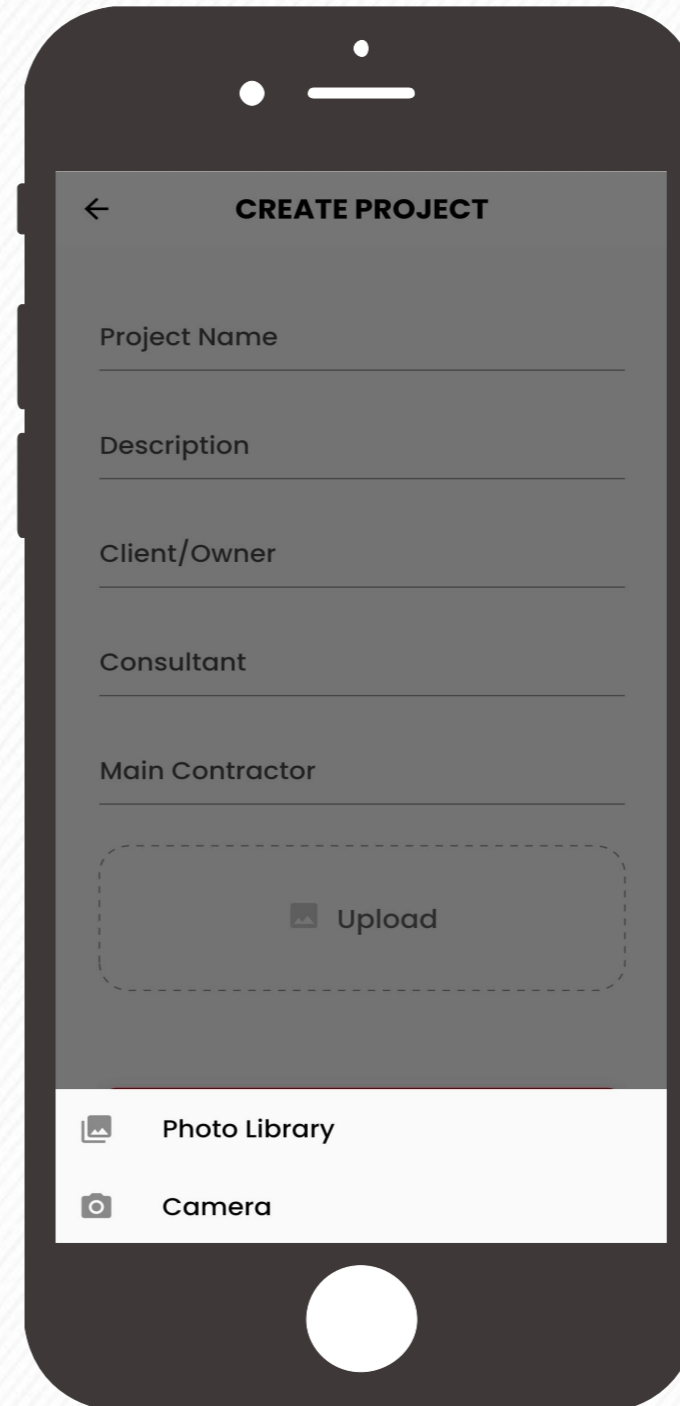 CREATE PROJECT
Project Name
Description
Client/Owner
Consultant
Main Contractor
Upload
Photo Library
Camera